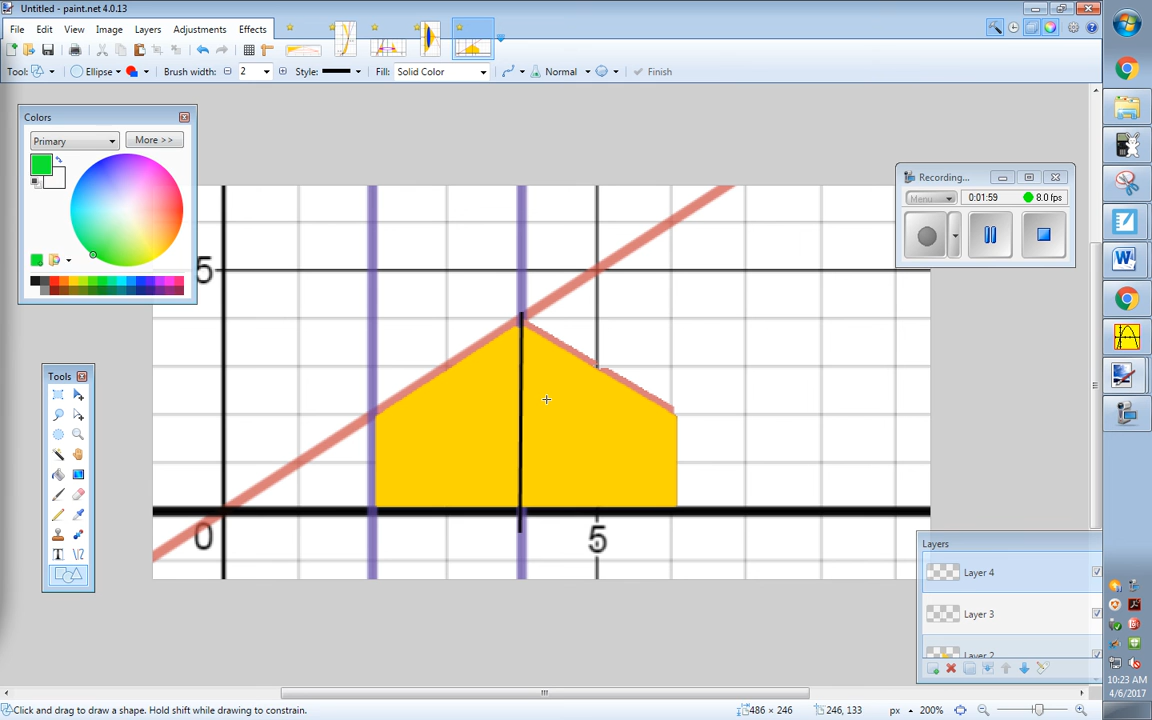 Untitled - paint.net 4.0.13
File Edit View Image Layers Adjustments Effects
Tool: Ellipse Brush width: 2 Style: Fill: Solid Color Normal Finish
Colors
Primary More >>
Recording...
Menu 0:01:59 8.0 fps
5
Tools
0
5
Layers
Layer 4
Layer 3
Layer 2
10:23 AM
4/6/2017
Click and drag to draw a shape. Hold shift while drawing to constrain. 486 × 246 246, 133 px 200%